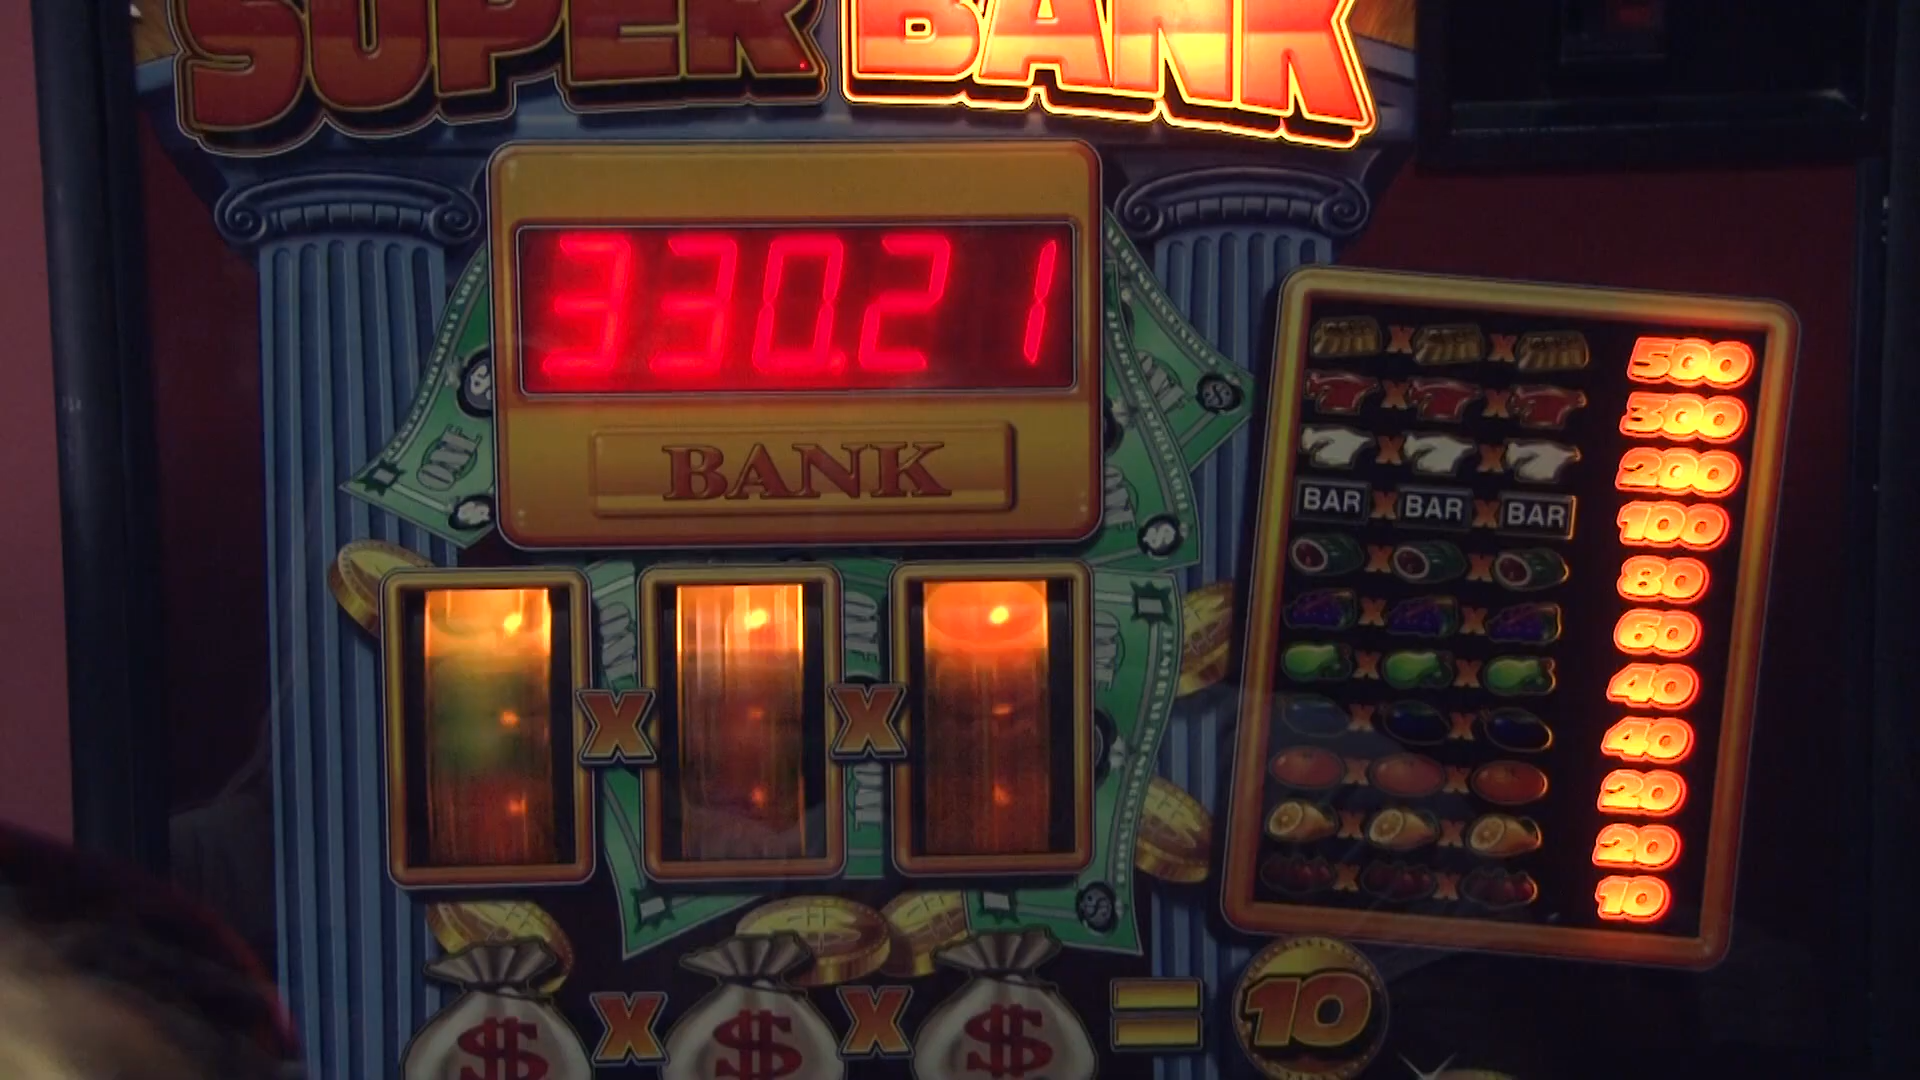 SUPER BANK
330.21
BANK
500
300
200
BAR X BAR X BAR 100
80
60
40
40
20
20
10
X X
$ X $ X $ = 10
ONE